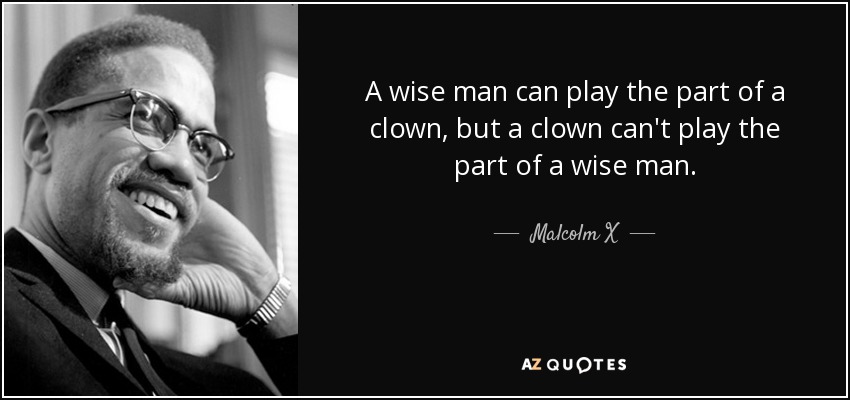 A wise man can play the part of a
clown, but a clown can't play the
part of a wise man.
Malcolm X
AZ QUOTES